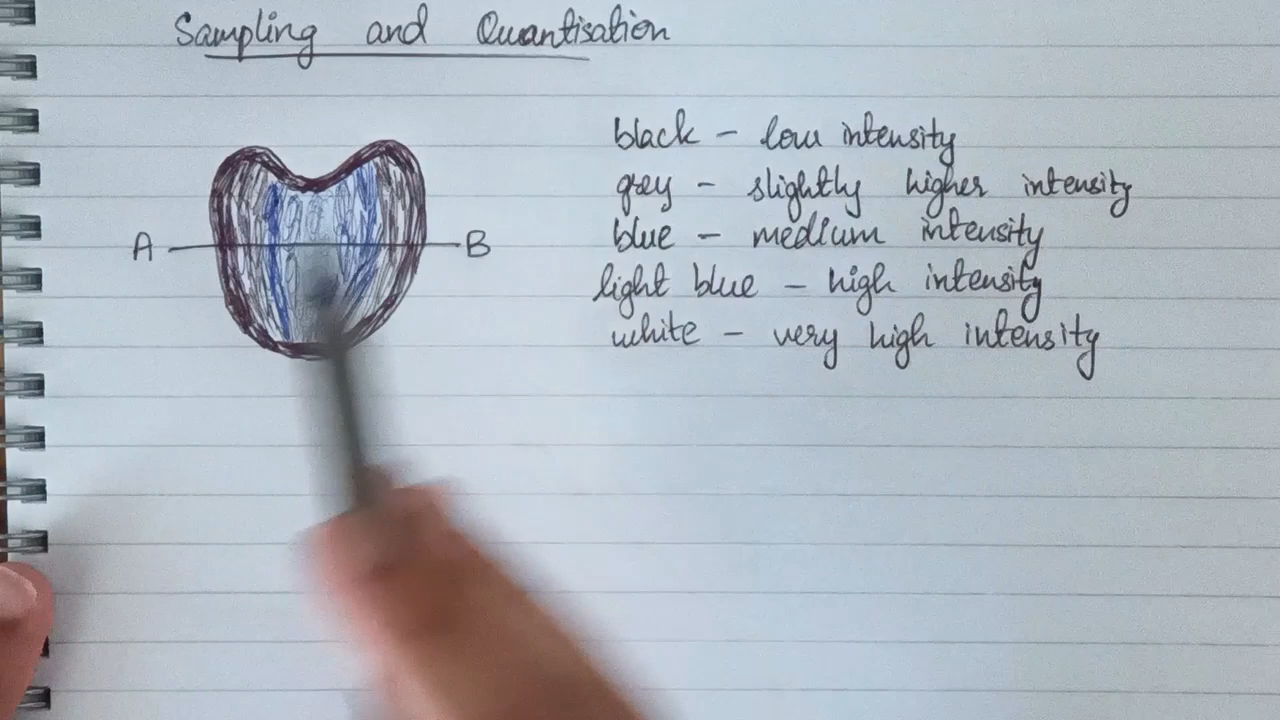 Sampling and Quantisation
black - low intensity
grey - slightly higher intensity
A
B
blue - medium intensity
light blue - high intensity
white - very high intensity